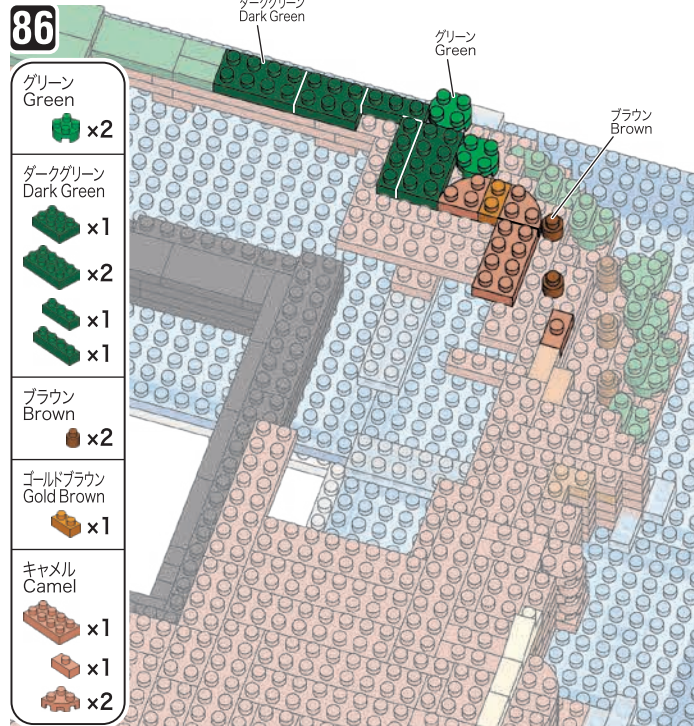 86
ダークグリーン
Dark Green
グリーン
Green
ブラウン
Brown
グリーン
Green
×2
ダークグリーン
Dark Green
×1
×2
×1
×1
ブラウン
Brown
×2
ゴールドブラウン
Gold Brown
×1
キャメル
Camel
×1
×1
×2